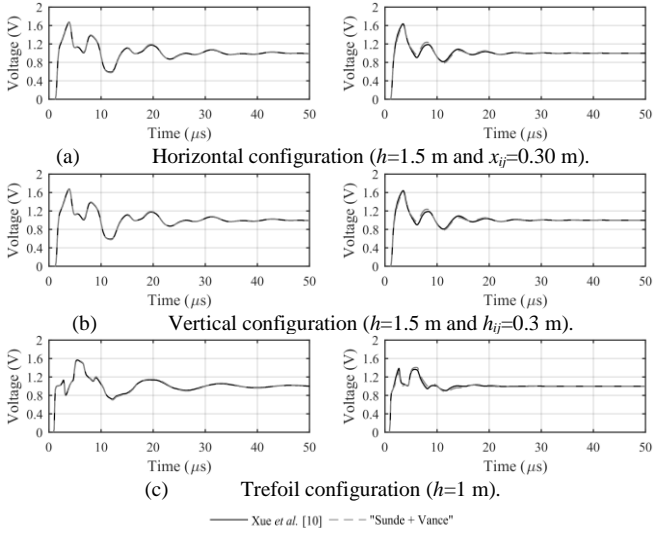 2
1.6
1.2
0.8
0.4
0
Voltage (V)
0 10 20 30 40 50
Time (μs)
2
1.6
1.2
0.8
0.4
0
Voltage (V)
0 10 20 30 40 50
Time (μs)
(a) Horizontal configuration (h=1.5 m and xij=0.30 m).
2
1.6
1.2
0.8
0.4
0
Voltage (V)
0 10 20 30 40 50
Time (μs)
2
1.6
1.2
0.8
0.4
0
Voltage (V)
0 10 20 30 40 50
Time (μs)
(b) Vertical configuration (h=1.5 m and hij=0.3 m).
2
1.6
1.2
0.8
0.4
0
Voltage (V)
0 10 20 30 40 50
Time (μs)
2
1.6
1.2
0.8
0.4
0
Voltage (V)
0 10 20 30 40 50
Time (μs)
(c) Trefoil configuration (h=1 m).
Xue et al. [10] "Sunde + Vance"